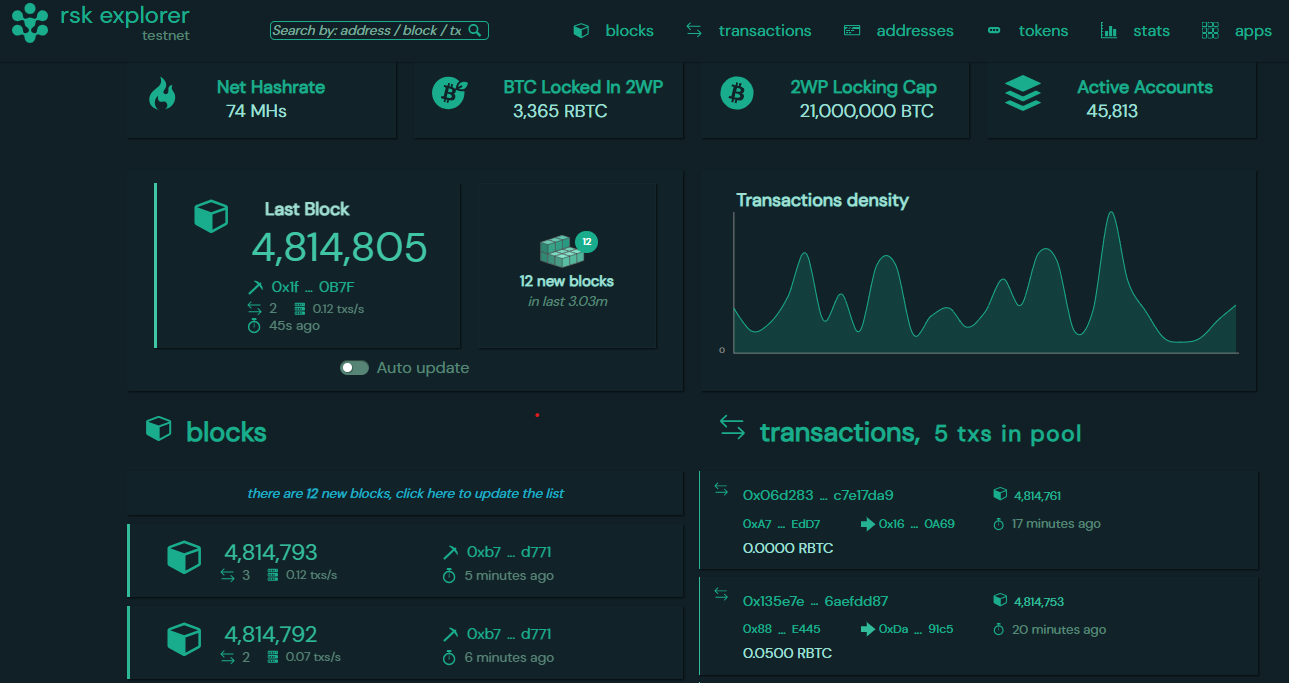 rsk explorer
testnet
Search by: address / block / tx
blocks
transactions
addresses
tokens
stats
apps
Net Hashrate
74 MHs
BTC Locked In 2WP
3,365 RBTC
2WP Locking Cap
21,000,000 BTC
Active Accounts
45,813
Last Block
4,814,805
0x1f ... 0B7F
2 0.12 txs/s
45s ago
12
12 new blocks
in last 3.03m
Auto update
Transactions density
0
blocks
there are 12 new blocks, click here to update the list
4,814,793
3 0.12 txs/s
0xb7 ... d771
5 minutes ago
4,814,792
2 0.07 txs/s
0xb7 ... d771
6 minutes ago
transactions, 5 txs in pool
0x06d283 ... c7e17da9
4,814,761
0xA7 ... EdD7 0x16 ... 0A69
17 minutes ago
0.0000 RBTC
0x135e7e ... 6aefdd87
4,814,753
0x88 ... E445 0xDa ... 91c5
20 minutes ago
0.0500 RBTC